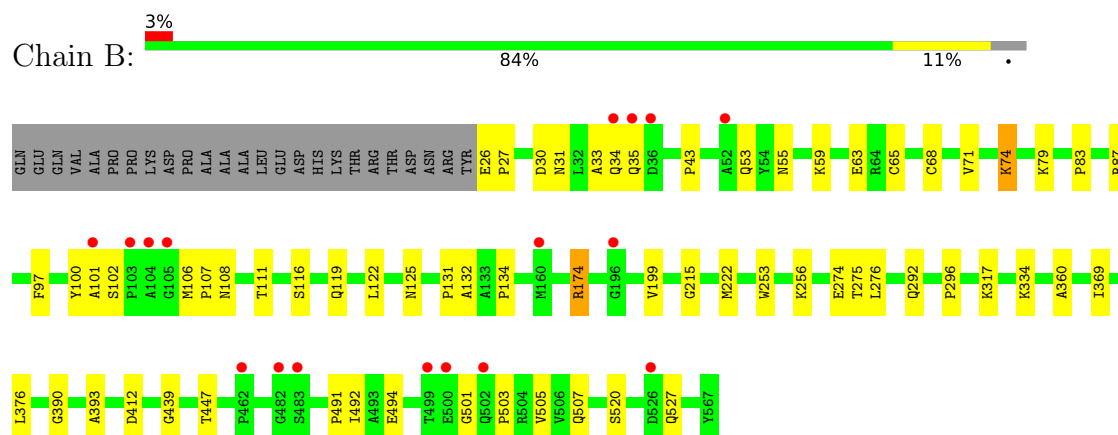 3%
Chain B:
84% 11% •
GLN GLU GLN VAL ALA PRO PRO LYS ASP PRO ALA ALA ALA LEU GLU ASP HIS LYS THR ARG THR ASP ASN ARG TYR E26 P27 D30 N31 L32 A33 Q34 Q35 D36 P43 A52 Q53 Y54 N55 K59 E63 R64 C65 C68 V71 K74 K79 P83
F97 Y100 A101 S102 P103 A104 G105 M106 P107 N108 T111 S116 Q119 L122 N125 P131 A132 A133 P134 M160 R174 G196 V199 G215 M222 W253 K256 E274 T275 L276 Q292 P296 K317 K334 A360 I369
L376 G390 A393 D412 G439 T447 P462 G482 S483 P491 I492 A493 E494 T499 E500 G501 Q502 P503 R504 V505 V506 Q507 S520 D526 Q527 Y567